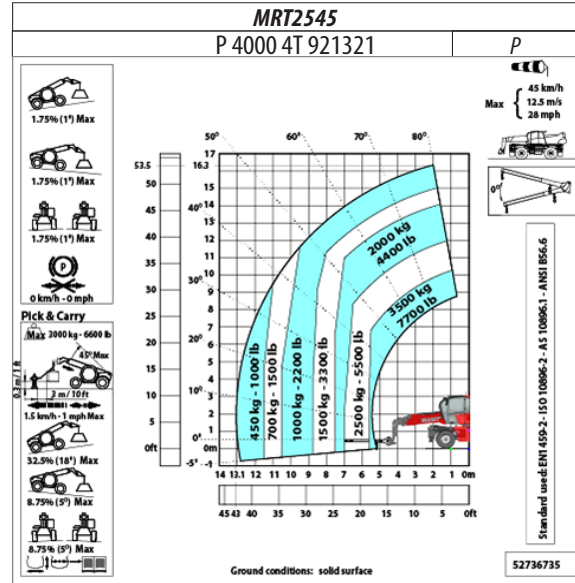 MRT2545
P 4000 4T 921321
P
1.75% (1°) Max
1.75% (1°) Max
1.75% (1°) Max
P
0 km/h - 0 mph
Pick & Carry
Max 3000 kg - 6600 lb
45° Max
0.3 m / 1 ft
3 m / 10 ft
1.5 km/h - 1 mph Max
32.5% (18°) Max
8.75% (5°) Max
8.75% (5°) Max
Max
45 km/h
12.5 m/s
28 mph
0°
50° 60° 70° 80°
40°
30°
20°
10°
0°
-5°
53.5
50
45
40
35
30
25
20
15
10
5
0ft
17
16.3
15
14
13
12
11
10
9
8
7
6
5
4
3
2
1
0m
-1
450 kg - 1000 lb
700 kg - 1500 lb
1000 kg - 2200 lb
1500 kg - 3300 lb
2500 kg - 5500 lb
2000 kg
4400 lb
3500 kg
7700 lb
14 13.1 12 11 10 9 8 7 6 5 4 3 2 1 0m
45 43 40 35 30 25 20 15 10 5 0ft
Ground conditions: solid surface
Standard used: EN1459-2 - ISO 10896-2 - AS 10896.1 - ANSI B56.6
52736735